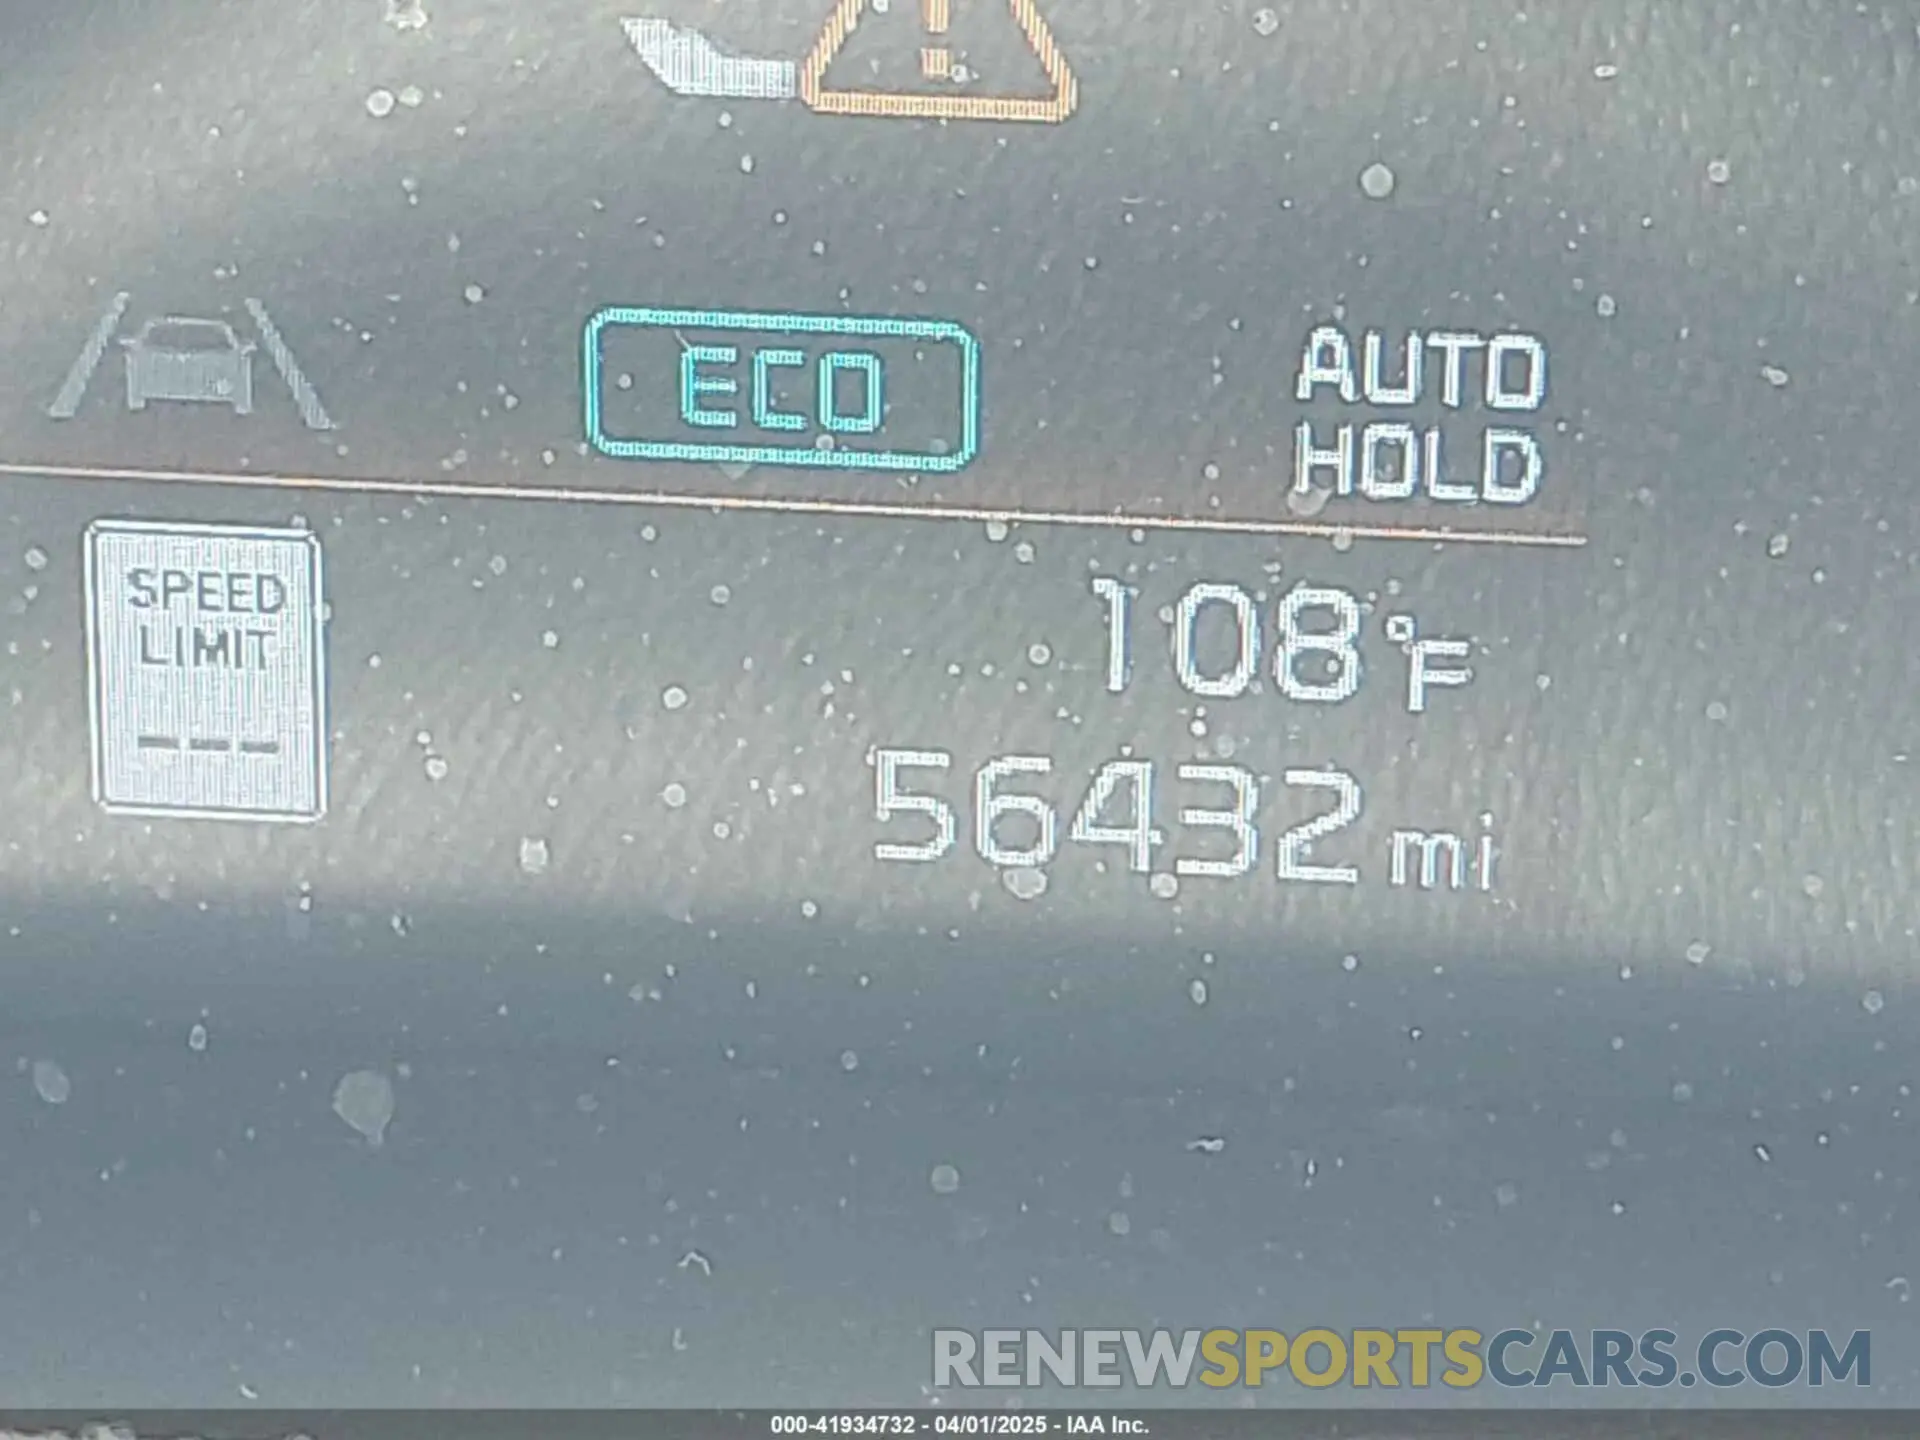 ECO
AUTO
HOLD
SPEED
LIMIT
---
108°F
56432 mi
RENEWSPORTSCARS.COM
000-41934732 - 04/01/2025 - IAA Inc.